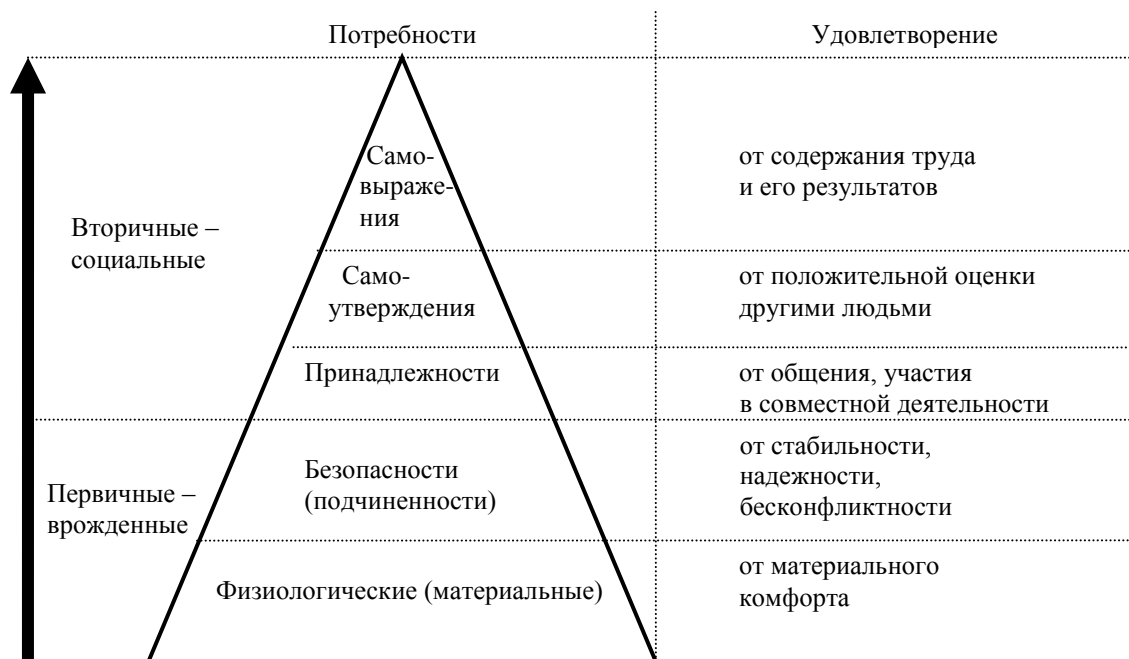 Потребности
Удовлетворение
Само-
выраже-
ния
от содержания труда
и его результатов
Вторичные –
социальные
Само-
утверждения
от положительной оценки
другими людьми
Принадлежности
от общения, участия
в совместной деятельности
Первичные –
врожденные
Безопасности
(подчиненности)
от стабильности,
надежности,
бесконфликтности
Физиологические (материальные)
от материального
комфорта